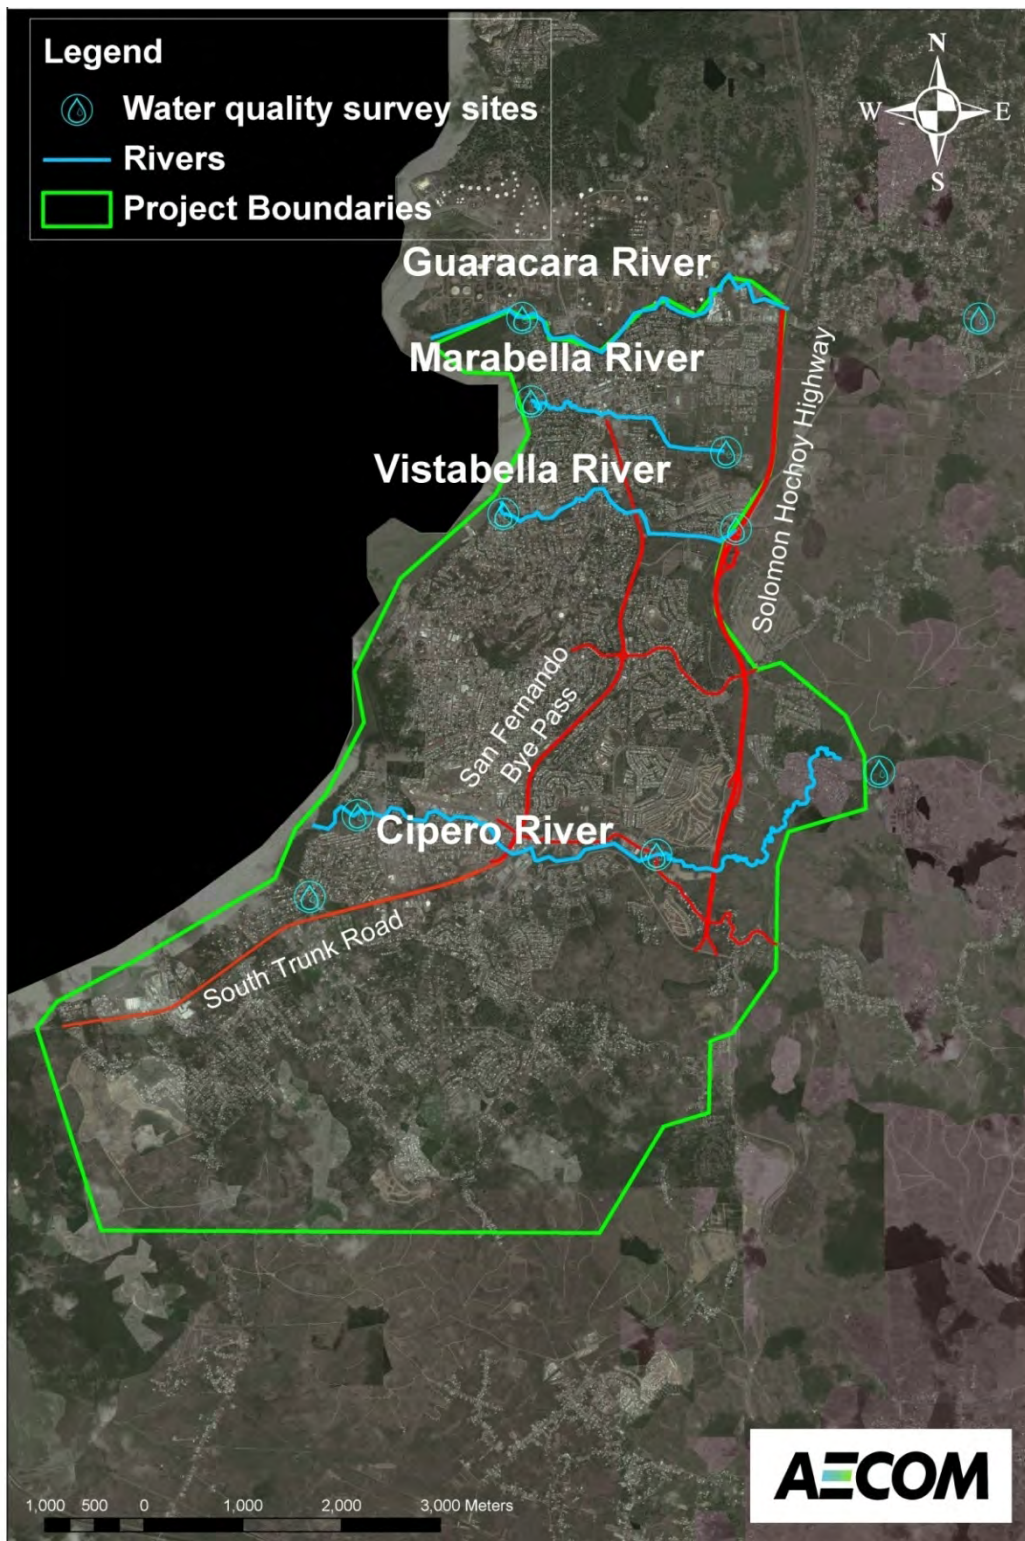 Legend
Water quality survey sites
Rivers
Project Boundaries
N
W
E
S
Guaracara River
Marabella River
Vistabella River
Solomon Hochoy Highway
San Fernando
Bye Pass
Cipero River
South Trunk Road
1,000 500 0 1,000 2,000 3,000 Meters
AECOM